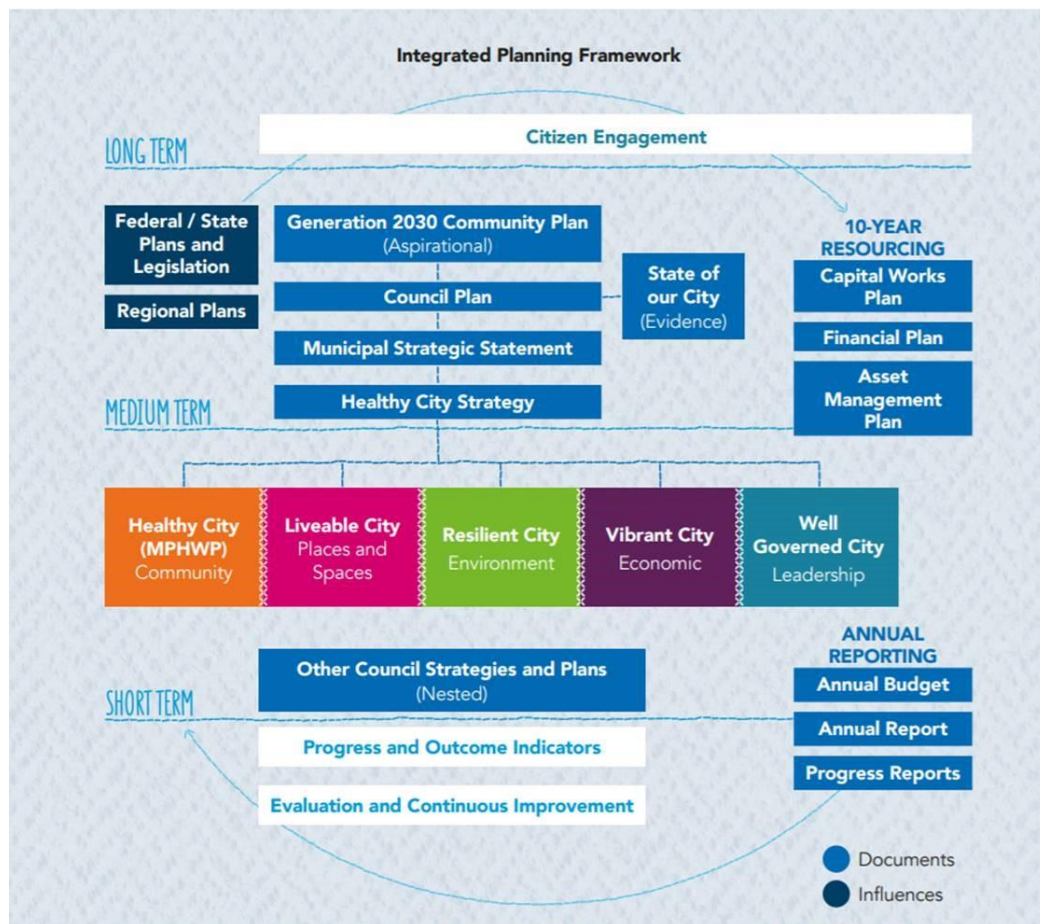 Integrated Planning Framework
Citizen Engagement
LONG TERM
Federal / State
Plans and
Legislation
Regional Plans
Generation 2030 Community Plan
(Aspirational)
Council Plan
Municipal Strategic Statement
Healthy City Strategy
State of
our City
(Evidence)
10-YEAR
RESOURCING
Capital Works
Plan
Financial Plan
Asset
Management
Plan
MEDIUM TERM
Healthy City
(MPHWP)
Community
Liveable City
Places and
Spaces
Resilient City
Environment
Vibrant City
Economic
Well
Governed City
Leadership
Other Council Strategies and Plans
(Nested)
SHORT TERM
Progress and Outcome Indicators
Evaluation and Continuous Improvement
ANNUAL
REPORTING
Annual Budget
Annual Report
Progress Reports
Documents
Influences